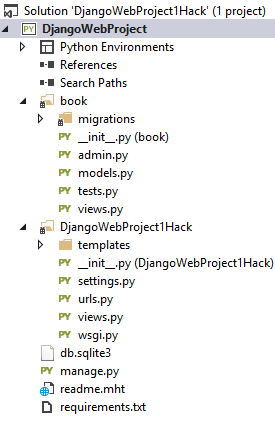 Solution 'DjangoWebProject1Hack' (1 project)
PY DjangoWebProject
Python Environments
References
Search Paths
book
migrations
PY __init__.py (book)
PY admin.py
PY models.py
PY tests.py
PY views.py
DjangoWebProject1Hack
templates
PY __init__.py (DjangoWebProject1Hack)
PY settings.py
PY urls.py
PY views.py
PY wsgi.py
db.sqlite3
PY manage.py
readme.mht
requirements.txt